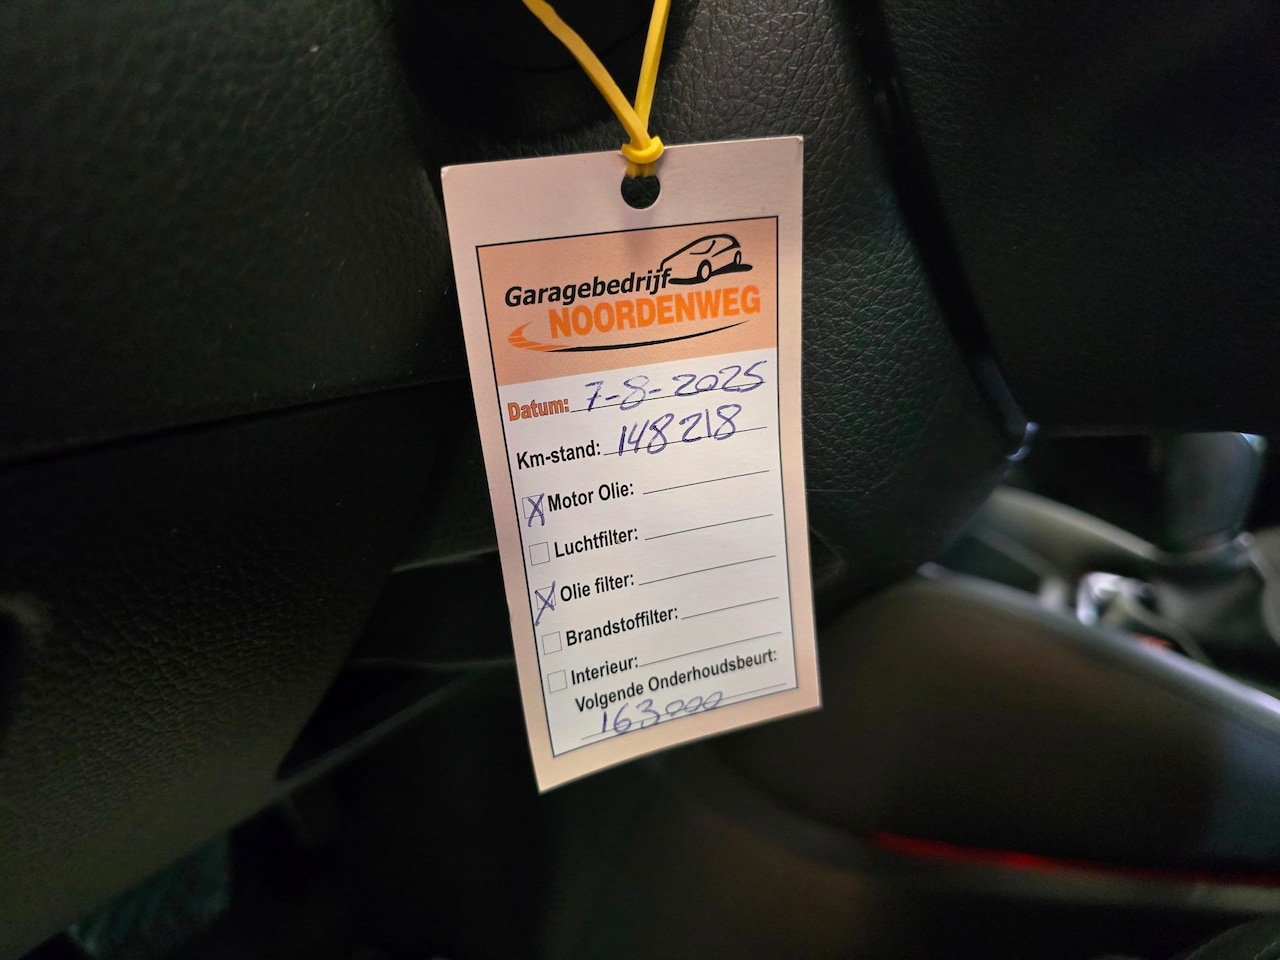 Garagebedrijf
NOORDENWEG
Datum: 7-8-2025
Km-stand: 148218
X Motor Olie:
Luchtfilter:
X Olie filter:
Brandstoffilter:
Interieur:
Volgende Onderhoudsbeurt:
163000